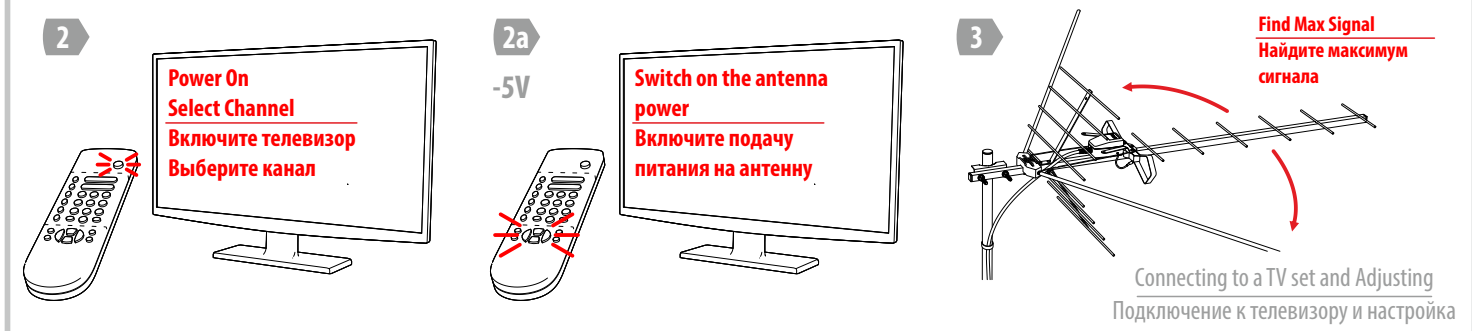 2
Power On
Select Channel
Включите телевизор
Выберите канал
2a
-5V
Switch on the antenna
power
Включите подачу
питания на антенну
3
Find Max Signal
Найдите максимум
сигнала
Connecting to a TV set and Adjusting
Подключение к телевизору и настройка